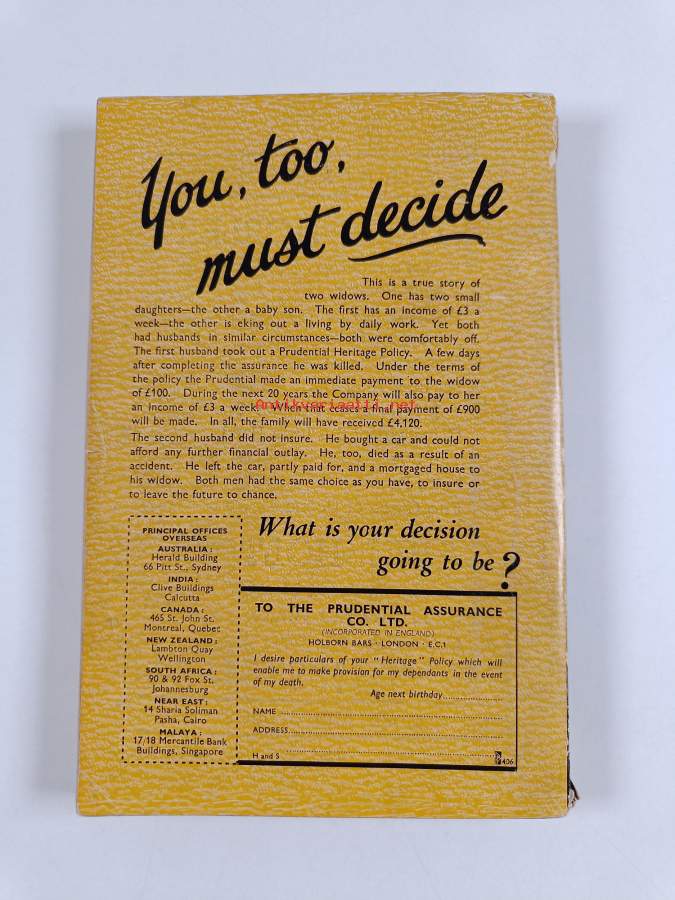 You, too,
must decide
This is a true story of
two widows. One has two small
daughters—the other a baby son. The first has an income of £3 a
week—the other is eking out a living by daily work. Yet both
had husbands in similar circumstances—both were comfortably off.
The first husband took out a Prudential Heritage Policy. A few days
after completing the assurance he was killed. Under the terms of
the policy the Prudential made an immediate payment to the widow
of £100. During the next 20 years the Company will also pay to her
an income of £3 a week. When that ceases a final payment of £900
will be made. In all, the family will have received £4,120.
Antikvariaatti.net
The second husband did not insure. He bought a car and could not
afford any further financial outlay. He, too, died as a result of an
accident. He left the car, partly paid for, and a mortgaged house to
his widow. Both men had the same choice as you have, to insure or
to leave the future to chance.
What is your decision
going to be?
PRINCIPAL OFFICES
OVERSEAS
AUSTRALIA :
Herald Building
66 Pitt St., Sydney
INDIA :
Clive Buildings
Calcutta
CANADA :
465 St. John St.
Montreal, Quebec
NEW ZEALAND :
Lambton Quay
Wellington
SOUTH AFRICA :
90 & 92 Fox St.
Johannesburg
NEAR EAST :
14 Sharia Soliman
Pasha, Cairo
MALAYA :
17/18 Mercantile Bank
Buildings, Singapore
TO THE PRUDENTIAL ASSURANCE
CO. LTD.
(INCORPORATED IN ENGLAND)
HOLBORN BARS · LONDON · E.C.1
I desire particulars of your "Heritage" Policy which will
enable me to make provision for my dependants in the event
of my death.
Age next birthday
NAME
ADDRESS
H and S
406